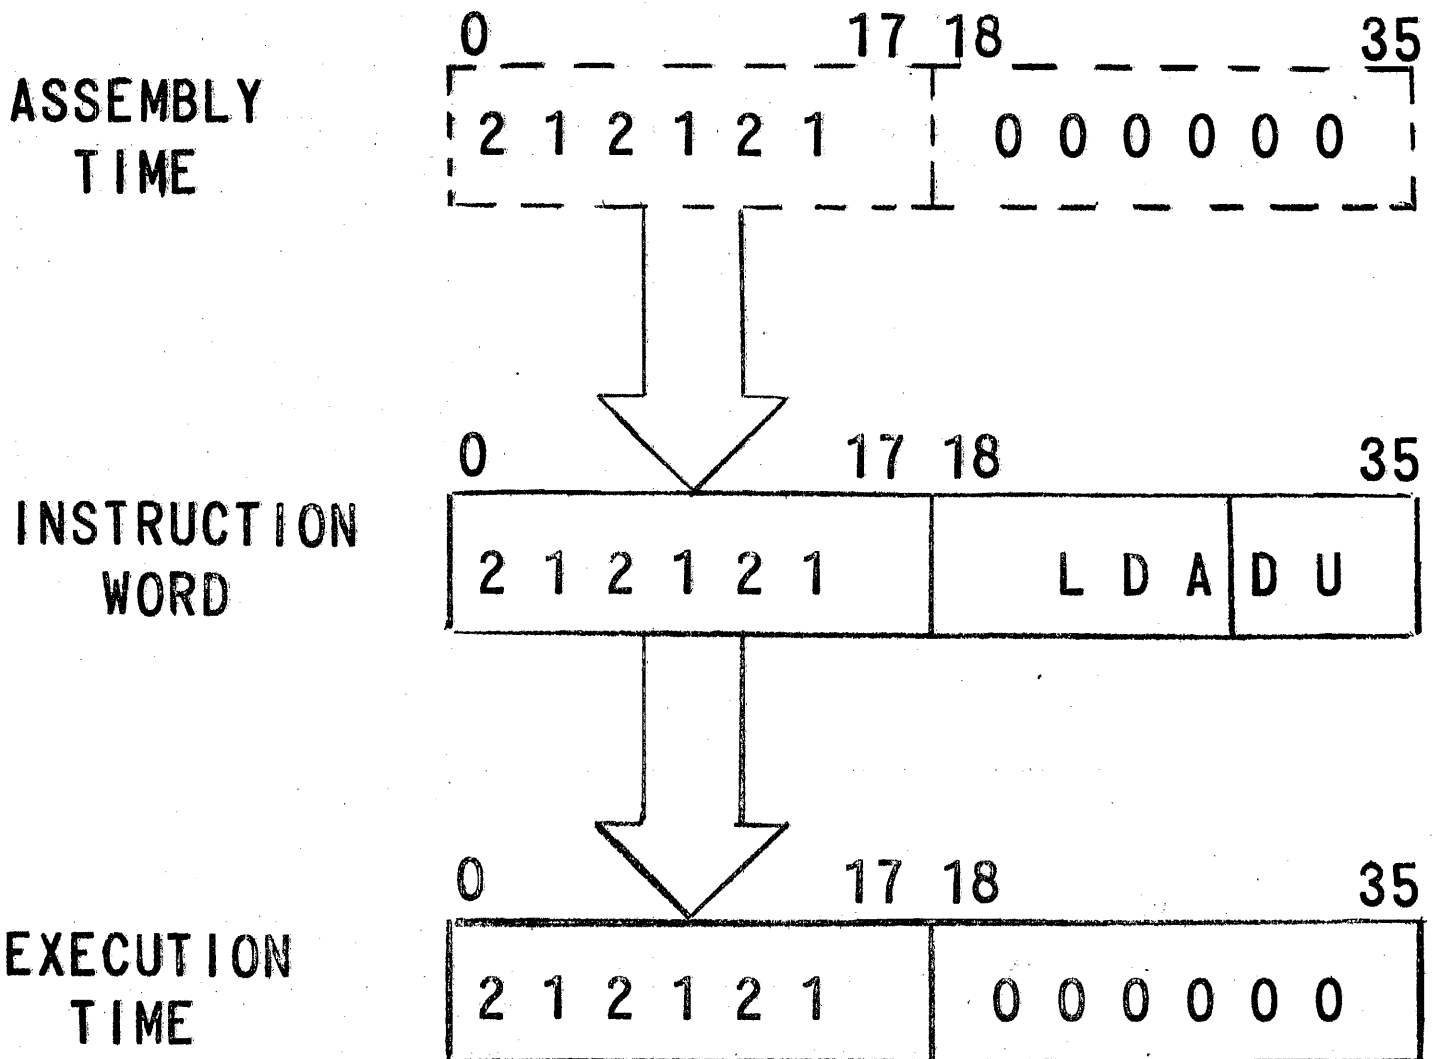 0 17 18 35
ASSEMBLY
TIME
2 1 2 1 2 1 0 0 0 0 0 0
0 17 18 35
INSTRUCTION
WORD
2 1 2 1 2 1 L D A D U
0 17 18 35
EXECUTION
TIME
2 1 2 1 2 1 0 0 0 0 0 0